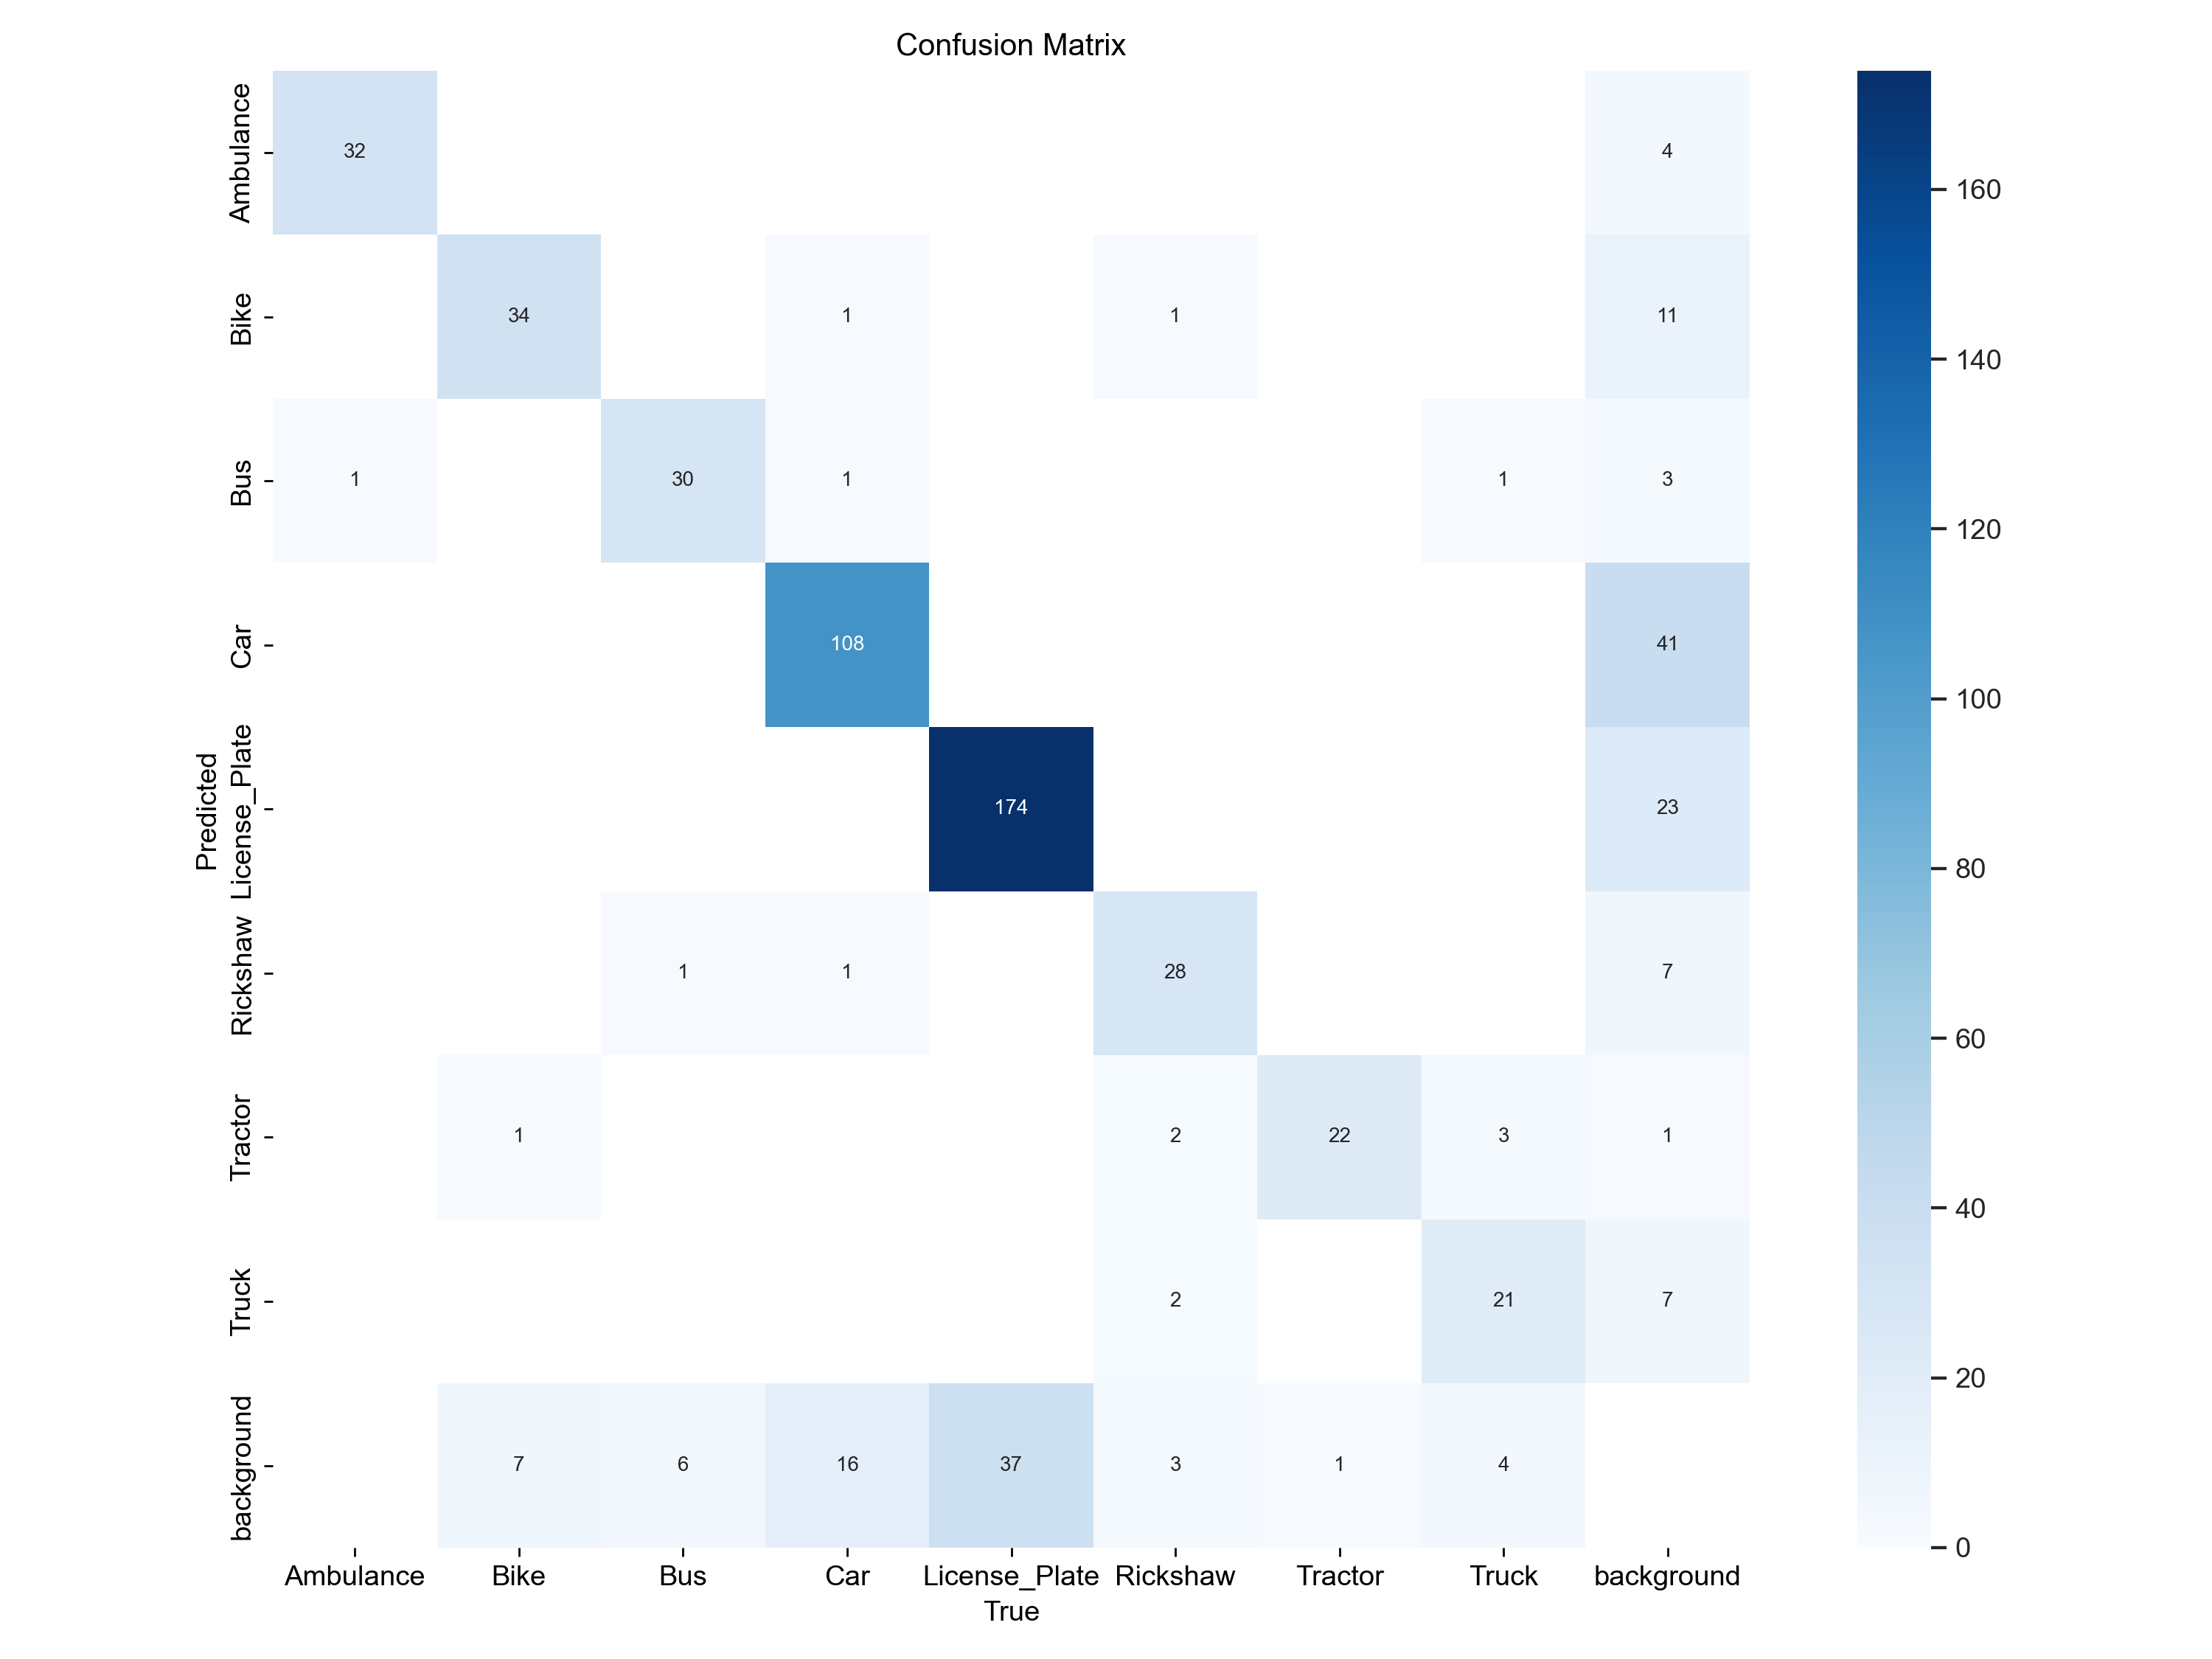 Confusion Matrix
Predicted
Ambulance 32 4
Bike 34 1 1 11
Bus 1 30 1 1 3
Car 108 41
License_Plate 174 23
Rickshaw 1 1 28 7
Tractor 1 2 22 3 1
Truck 2 21 7
background 7 6 16 37 3 1 4
Ambulance Bike Bus Car License_Plate Rickshaw Tractor Truck background
True
160
140
120
100
80
60
40
20
0